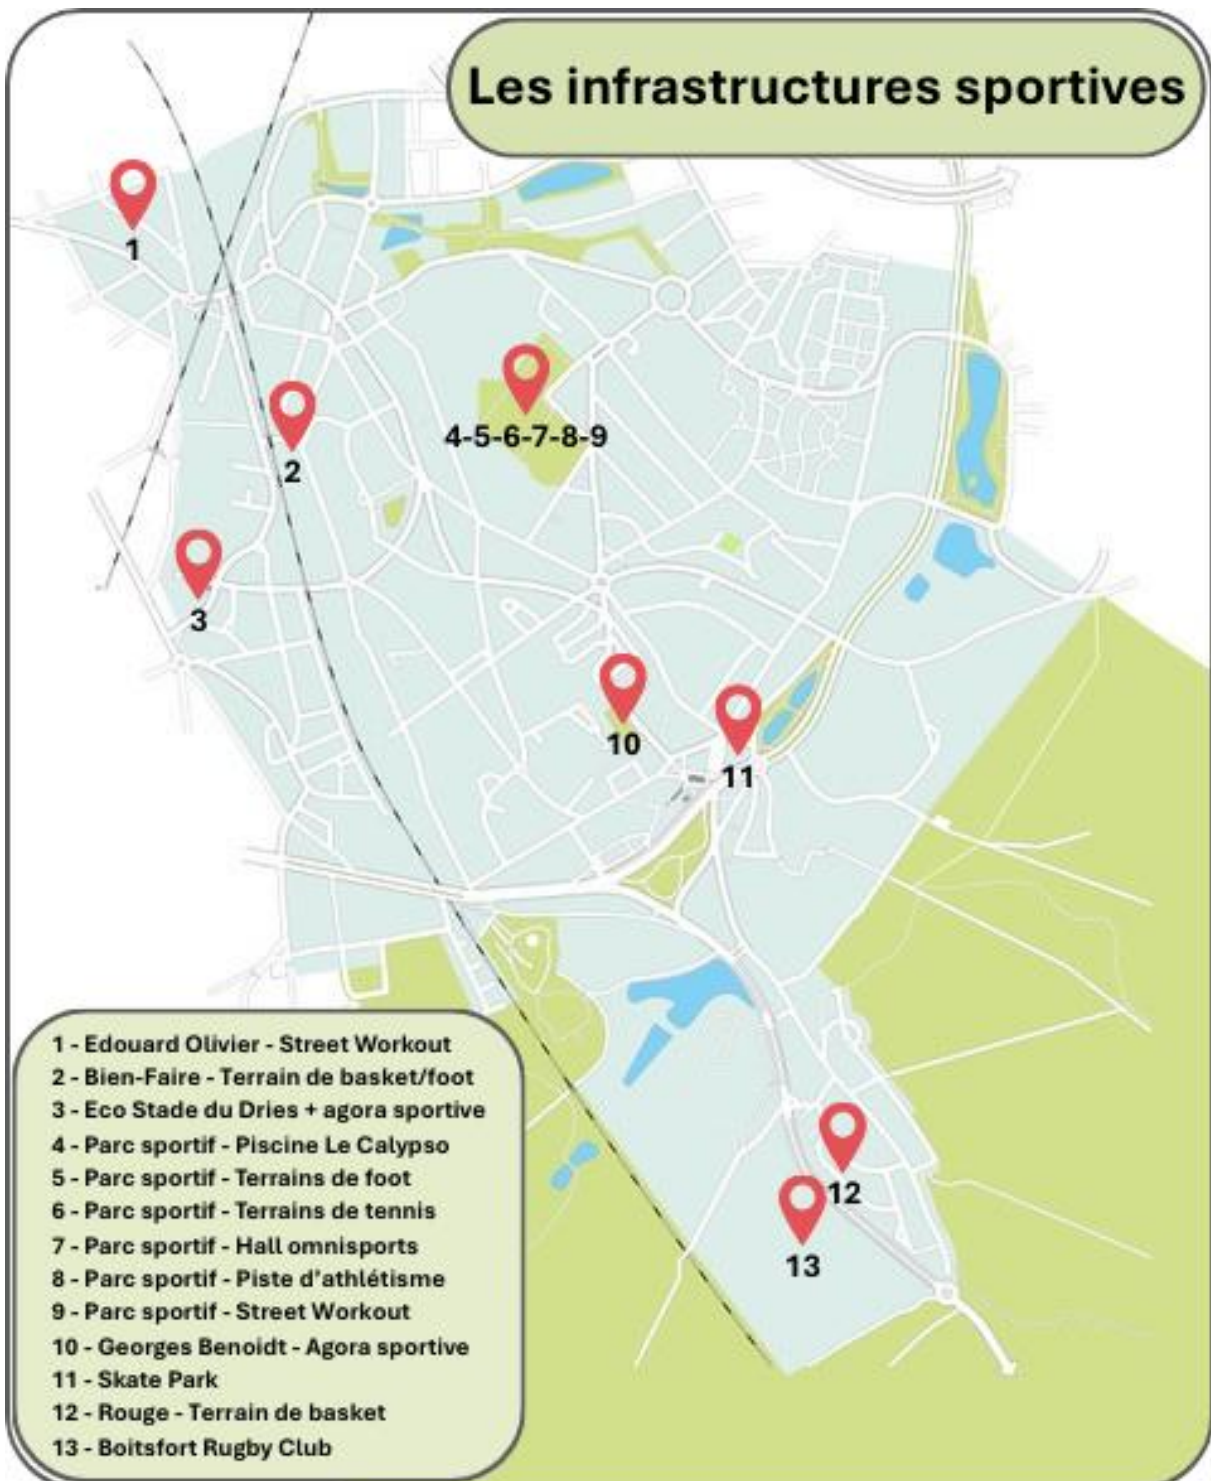 Les infrastructures sportives
1
2
4-5-6-7-8-9
3
10
11
12
13
1 - Edouard Olivier - Street Workout
2 - Bien-Faire - Terrain de basket/foot
3 - Eco Stade du Dries + agora sportive
4 - Parc sportif - Piscine Le Calypso
5 - Parc sportif - Terrains de foot
6 - Parc sportif - Terrains de tennis
7 - Parc sportif - Hall omnisports
8 - Parc sportif - Piste d'athlétisme
9 - Parc sportif - Street Workout
10 - Georges Benoidt - Agora sportive
11 - Skate Park
12 - Rouge - Terrain de basket
13 - Boitsfort Rugby Club